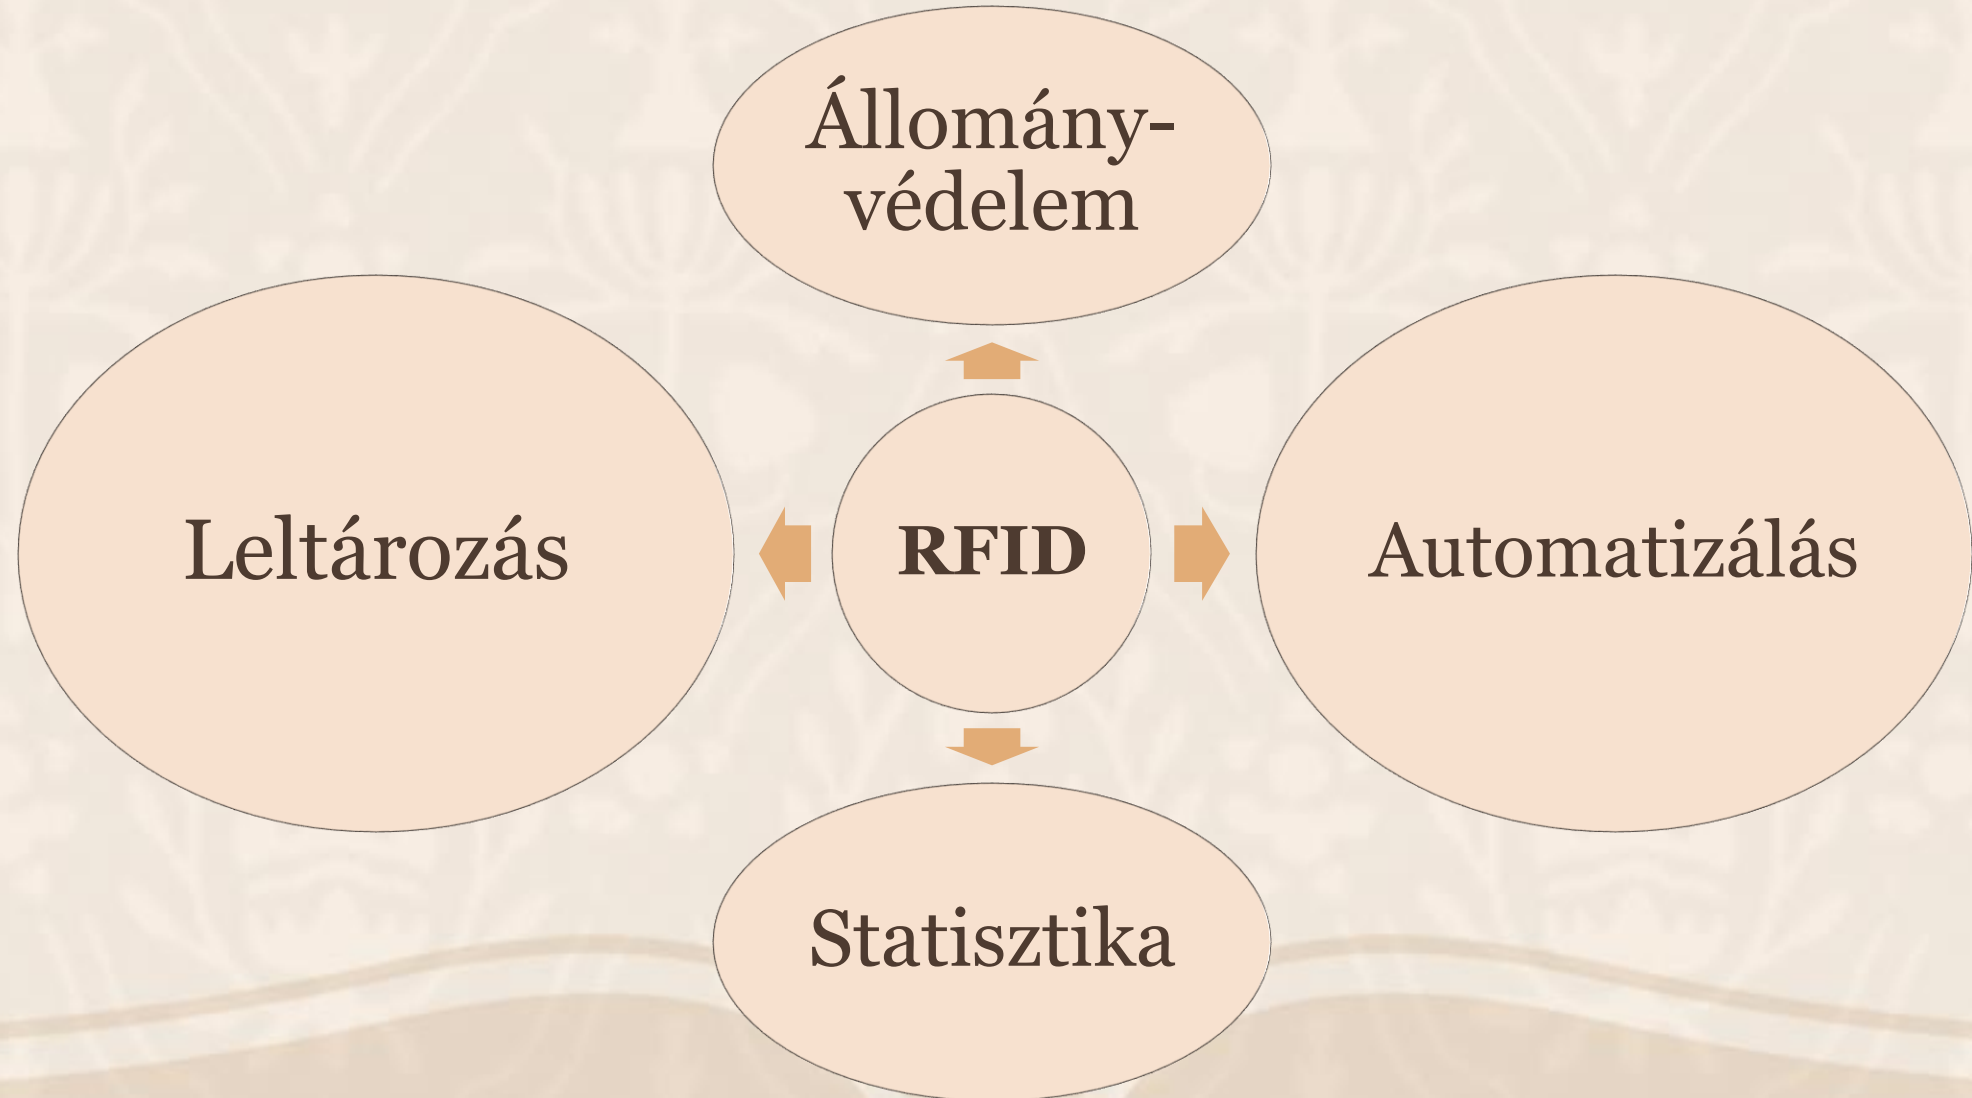 Állomány-
védelem
Leltározás
RFID
Automatizálás
Statisztika